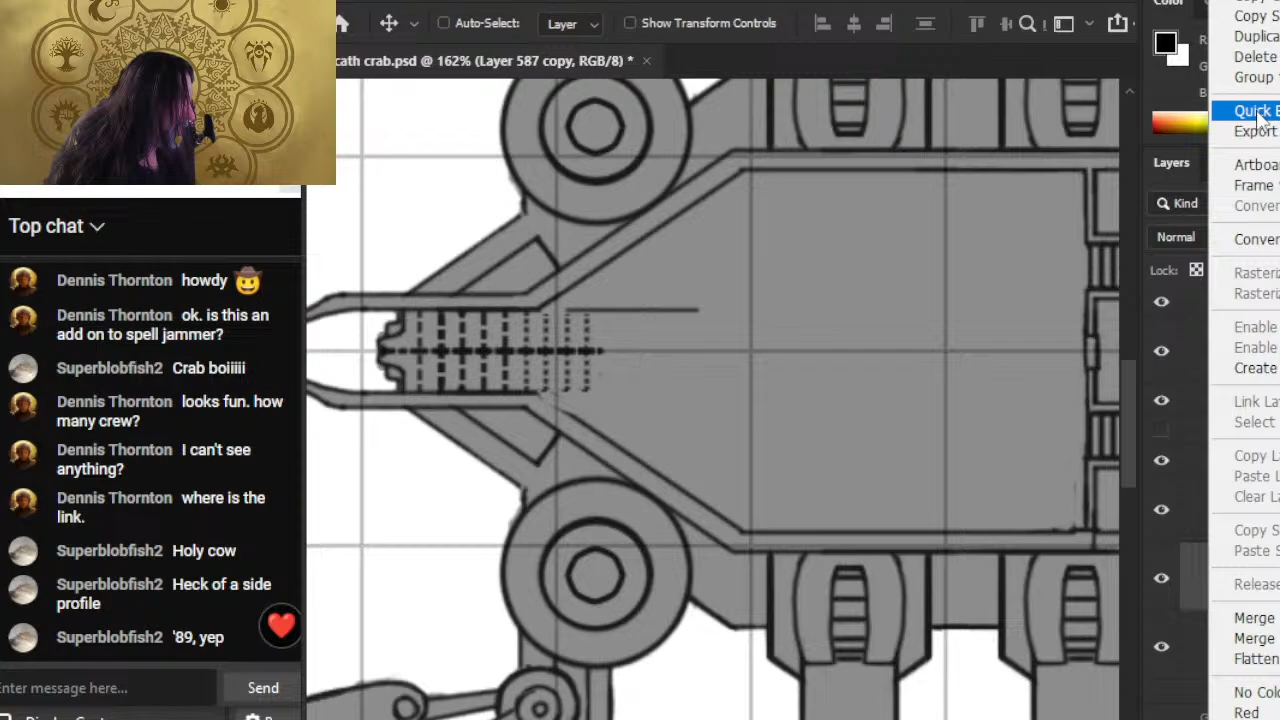 Auto-Select:
Layer
Show Transform Controls
cath crab.psd @ 162% (Layer 587 copy, RGB/8) *
Top chat
Dennis Thornton howdy 🤠
Dennis Thornton ok. is this an
add on to spell jammer?
Superblobfish2 Crab boiiiii
Dennis Thornton looks fun. how
many crew?
Dennis Thornton I can't see
anything?
Dennis Thornton where is the
link.
Superblobfish2 Holy cow
Superblobfish2 Heck of a side
profile
Superblobfish2 '89, yep
Enter message here...
Send
Color
Layers
Kind
Normal
Lock:
Copy S
Duplica
Delete
Group
Quick E
Export
Artboa
Frame
Conver
Conver
Rasteriz
Rasteriz
Enable
Enable
Create
Link La
Select
Copy La
Paste L
Clear La
Copy S
Paste S
Release
Merge
Merge
Flatten
No Col
Red